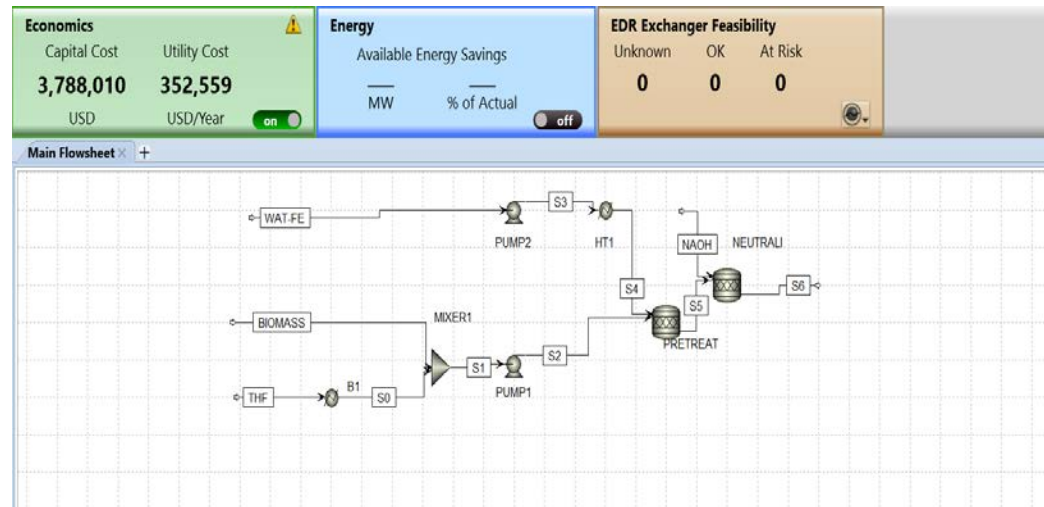 Economics
Capital Cost Utility Cost
3,788,010 352,559
USD USD/Year on
Energy
Available Energy Savings
— —
MW % of Actual
off
EDR Exchanger Feasibility
Unknown OK At Risk
0 0 0
Main Flowsheet × +
WAT-FE
S3
PUMP2
HT1
NAOH
NEUTRALI
S4
S5
S6
BIOMASS
MIXER1
PRETREAT
S1
S2
PUMP1
THF
B1
S0